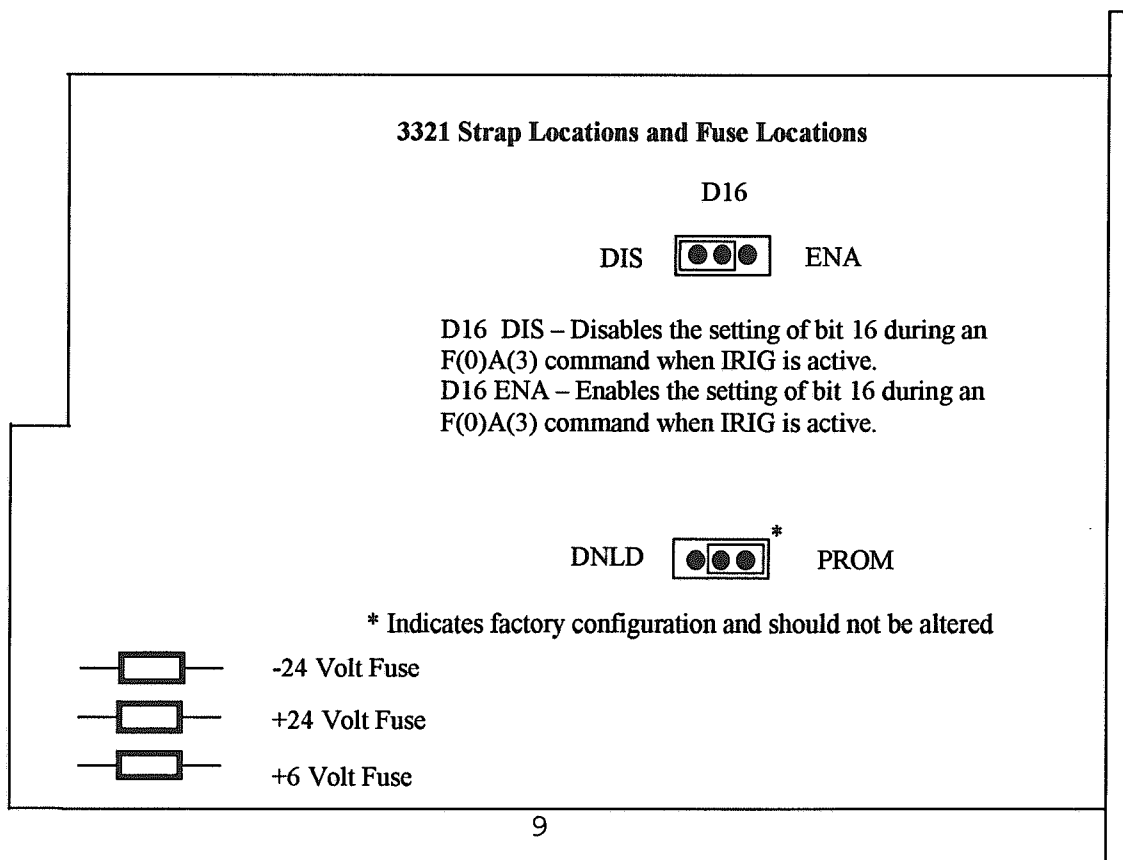 3321 Strap Locations and Fuse Locations
D16
DIS ENA
D16 DIS – Disables the setting of bit 16 during an
F(0)A(3) command when IRIG is active.
D16 ENA – Enables the setting of bit 16 during an
F(0)A(3) command when IRIG is active.
DNLD * PROM
* Indicates factory configuration and should not be altered
-24 Volt Fuse
+24 Volt Fuse
+6 Volt Fuse
9